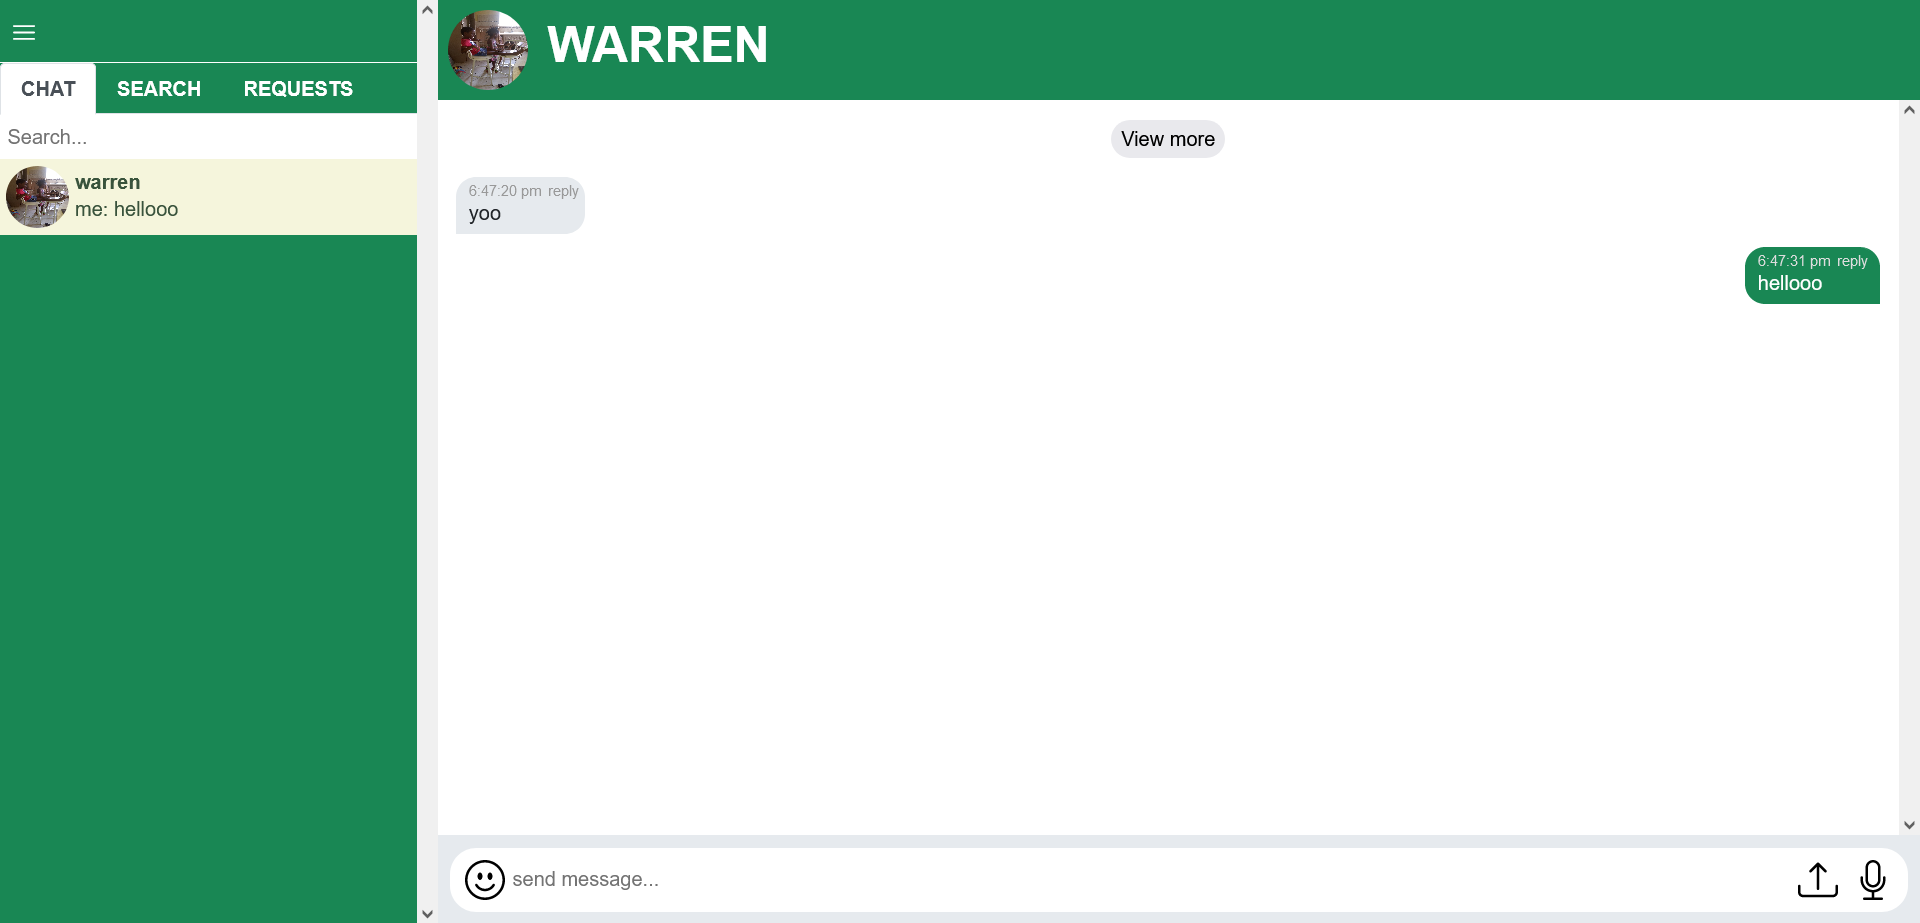 CHAT SEARCH REQUESTS
Search...
warren
me: hellooo
WARREN
View more
6:47:20 pm reply
yoo
6:47:31 pm reply
hellooo
send message...